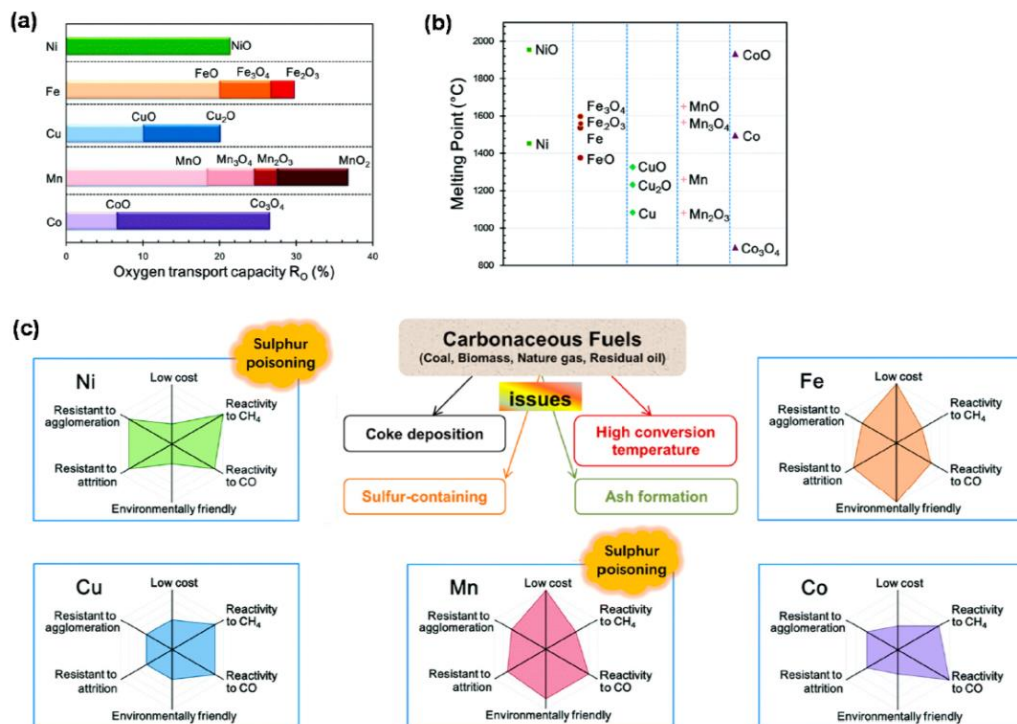 (a)
Ni
NiO
Fe
FeO
Fe₃O₄
Fe₂O₃
Cu
CuO
Cu₂O
Mn
MnO
Mn₃O₄
Mn₂O₃
MnO₂
Co
CoO
Co₃O₄
0
10
20
30
40
Oxygen transport capacity R₀ (%)
(b)
Melting Point (°C)
2000
1800
1600
1400
1200
1000
800
NiO
Ni
Fe₃O₄
Fe₂O₃
Fe
FeO
CuO
Cu₂O
Cu
MnO
Mn₃O₄
Mn
Mn₂O₃
CoO
Co
Co₃O₄
(c)
Sulphur
poisoning
Ni
Low cost
Reactivity
to CH₄
Reactivity
to CO
Environmentally friendly
Resistant to
attrition
Resistant to
agglomeration
Carbonaceous Fuels
(Coal, Biomass, Nature gas, Residual oil)
issues
Coke deposition
High conversion
temperature
Sulfur-containing
Ash formation
Fe
Low cost
Reactivity
to CH₄
Reactivity
to CO
Environmentally friendly
Resistant to
attrition
Resistant to
agglomeration
Cu
Low cost
Reactivity
to CH₄
Reactivity
to CO
Environmentally friendly
Resistant to
attrition
Resistant to
agglomeration
Sulphur
poisoning
Mn
Low cost
Reactivity
to CH₄
Reactivity
to CO
Environmentally friendly
Resistant to
attrition
Resistant to
agglomeration
Co
Low cost
Reactivity
to CH₄
Reactivity
to CO
Environmentally friendly
Resistant to
attrition
Resistant to
agglomeration